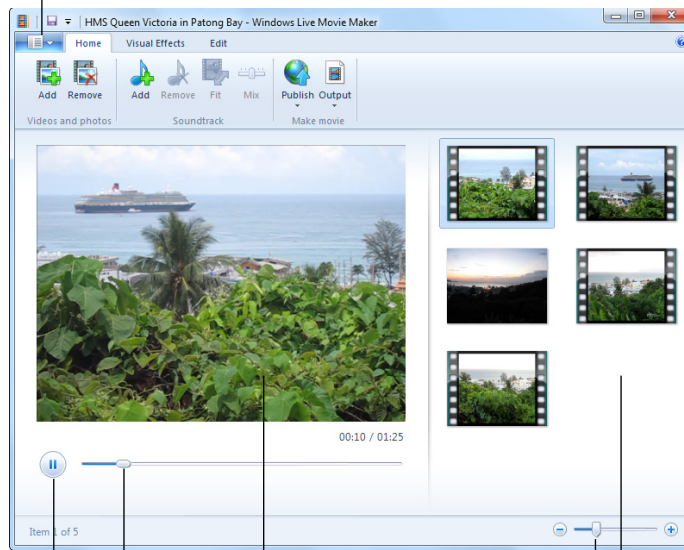 HMS Queen Victoria in Patong Bay - Windows Live Movie Maker
Home Visual Effects Edit
Add Remove Add Remove Fit Mix Publish Output
Videos and photos Soundtrack Make movie
00:10 / 01:25
Item 1 of 5